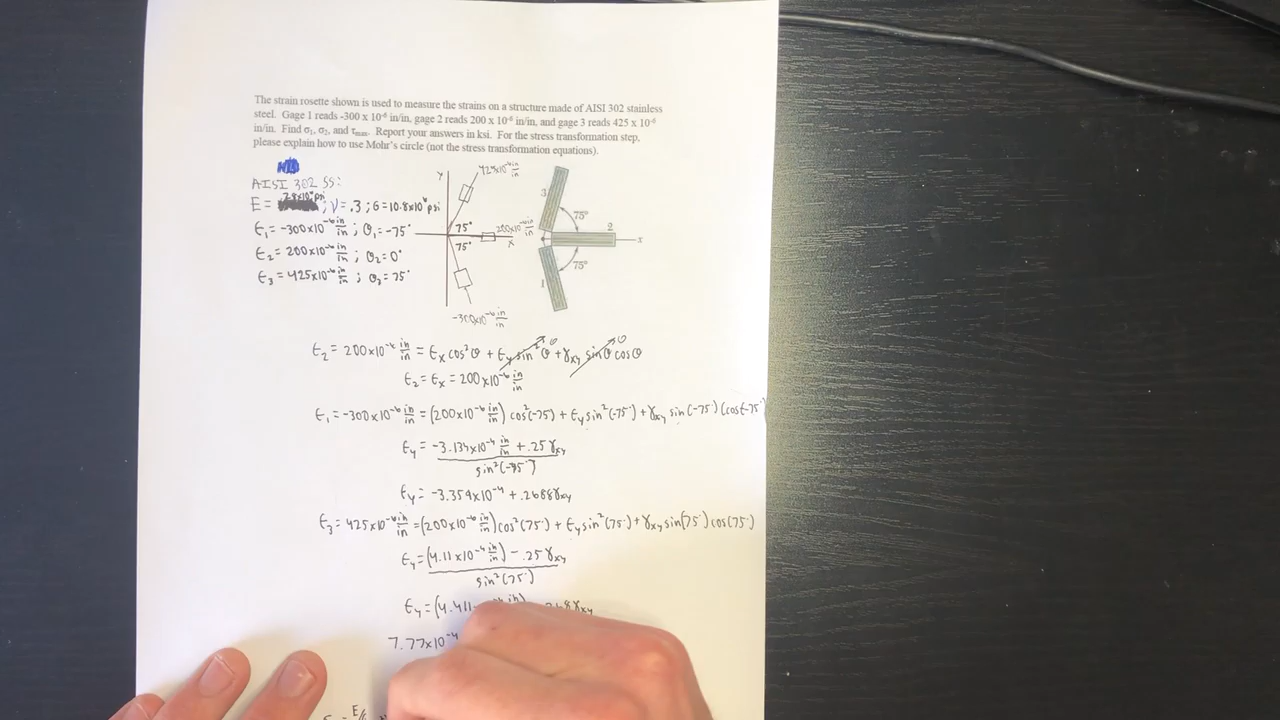 The strain rosette shown is used to measure the strains on a structure made of AISI 302 stainless
steel. Gage 1 reads -300 x 10⁻⁶ in/in, gage 2 reads 200 x 10⁻⁶ in/in, and gage 3 reads 425 x 10⁻⁶
in/in. Find σ₁, σ₂, and τmax. Report your answers in ksi. For the stress transformation step,
please explain how to use Mohr's circle (not the stress transformation equations).
AISI 302 SS:
E = 28x10⁶ psi ; ν = .3 ; G = 10.8x10⁶ psi
ϵ₁ = -300x10⁻⁶ in/in ; θ₁ = -75°
ϵ₂ = 200x10⁻⁶ in/in ; θ₂ = 0°
ϵ₃ = 425x10⁻⁶ in/in ; θ₃ = 75°
y
425x10⁻⁶ in/in
75°
200x10⁻⁶ in/in
x
75°
-300x10⁻⁶ in/in
3
75°
2
x
75°
1
ϵ₂ = 200x10⁻⁶ in/in = ϵx cos²θ + ϵy sin²θ 0 + γxy sinθ cosθ 0
ϵ₂ = ϵx = 200x10⁻⁶ in/in
ϵ₁ = -300x10⁻⁶ in/in = (200x10⁻⁶ in/in) cos²(-75) + ϵy sin²(-75°) + γxy sin(-75°) (cos(-75°)
ϵy = -3.134x10⁻⁴ in/in + .25γxy
sin²(-75°)
ϵy = -3.359x10⁻⁴ + .2688γxy
ϵ₃ = 425x10⁻⁶ in/in = (200x10⁻⁶ in/in) cos²(75°) + ϵy sin²(75°) + γxy sin(75°) cos(75°)
ϵy = (4.11x10⁻⁴ in/in) - .25γxy
sin²(75°)
ϵy = (4.411 in) 68γxy
7.77x10⁻⁴